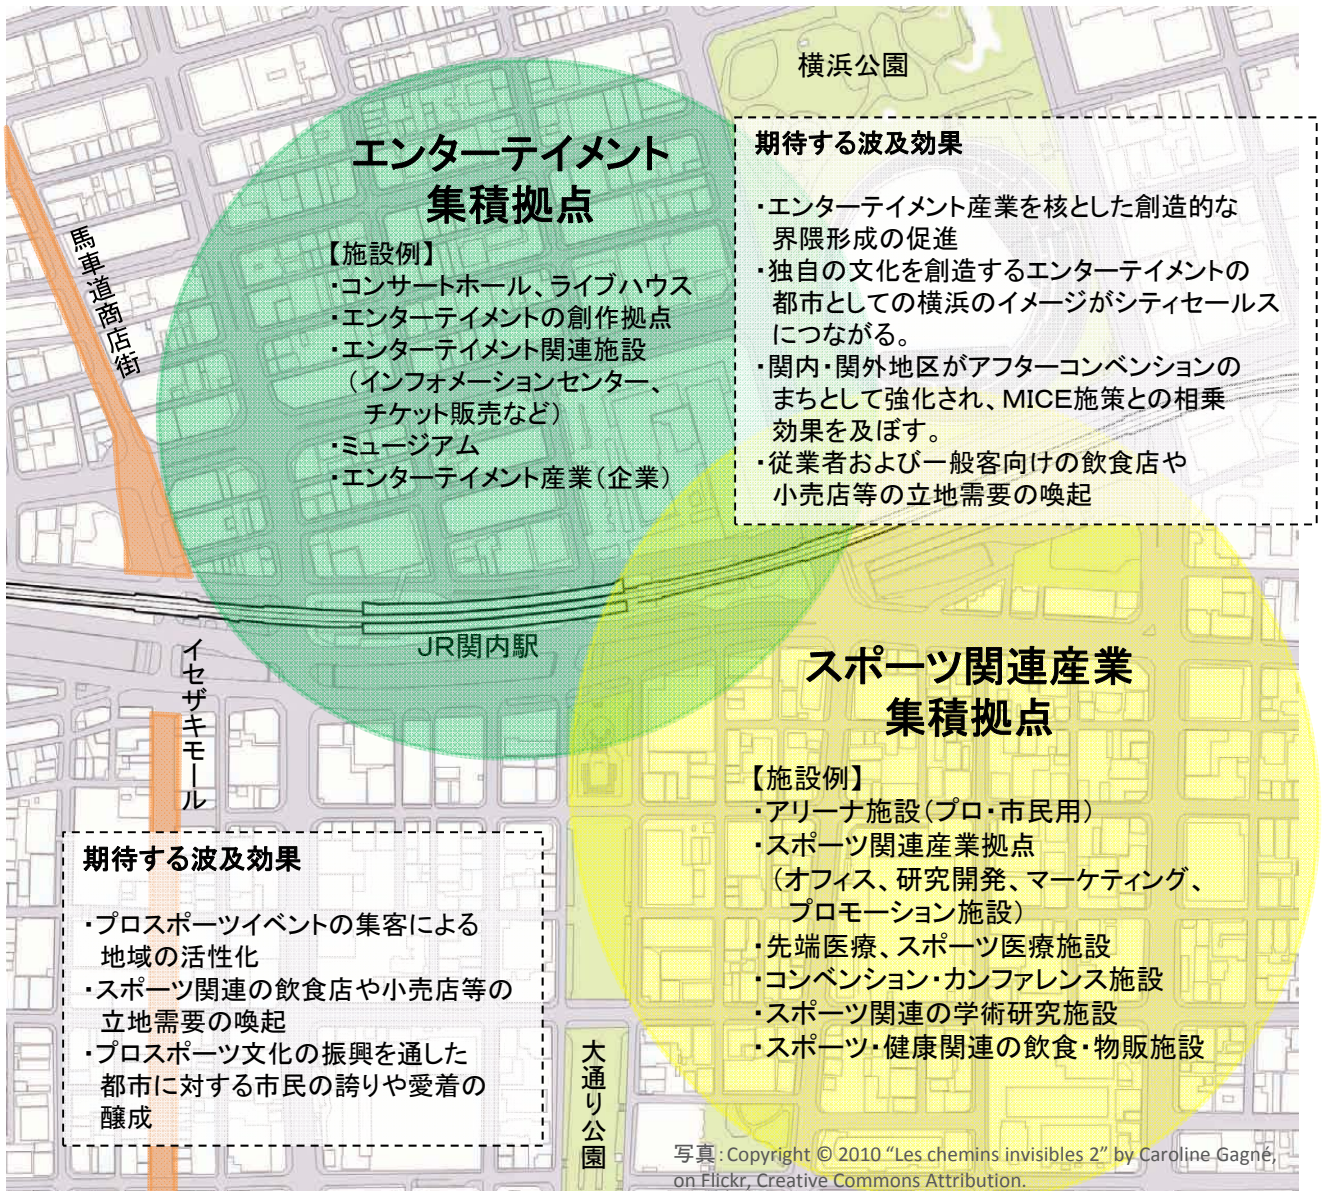 横浜公園
エンターテイメント
集積拠点
【施設例】
・コンサートホール、ライブハウス
・エンターテイメントの創作拠点
・エンターテイメント関連施設
(インフォメーションセンター、
チケット販売など)
・ミュージアム
・エンターテイメント産業(企業)
期待する波及効果
・エンターテイメント産業を核とした創造的な
界隈形成の促進
・独自の文化を創造するエンターテイメントの
都市としての横浜のイメージがシティセールス
につながる。
・関内・関外地区がアフターコンベンションの
まちとして強化され、MICE施策との相乗
効果を及ぼす。
・従業者および一般客向けの飲食店や
小売店等の立地需要の喚起
馬車道商店街
JR関内駅
イセザキモール
スポーツ関連産業
集積拠点
【施設例】
・アリーナ施設(プロ・市民用)
・スポーツ関連産業拠点
(オフィス、研究開発、マーケティング、
プロモーション施設)
・先端医療、スポーツ医療施設
・コンベンション・カンファレンス施設
・スポーツ関連の学術研究施設
・スポーツ・健康関連の飲食・物販施設
期待する波及効果
・プロスポーツイベントの集客による
地域の活性化
・スポーツ関連の飲食店や小売店等の
立地需要の喚起
・プロスポーツ文化の振興を通した
都市に対する市民の誇りや愛着の
醸成
大通り公園
写真：Copyright © 2010 “Les chemins invisibles 2” by Caroline Gagné,
on Flickr, Creative Commons Attribution.